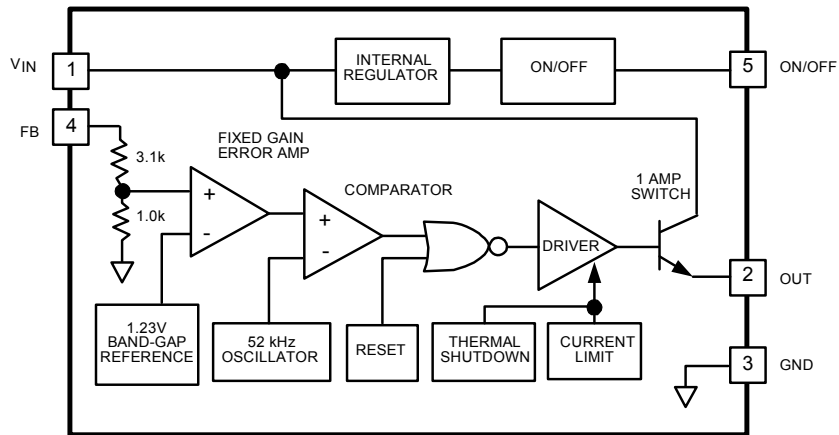 VIN
1
INTERNAL
REGULATOR
ON/OFF
5
ON/OFF
FB
4
3.1k
1.0k
FIXED GAIN
ERROR AMP
+
-
COMPARATOR
+
-
DRIVER
1 AMP
SWITCH
2
OUT
1.23V
BAND-GAP
REFERENCE
52 kHz
OSCILLATOR
RESET
THERMAL
SHUTDOWN
CURRENT
LIMIT
3
GND